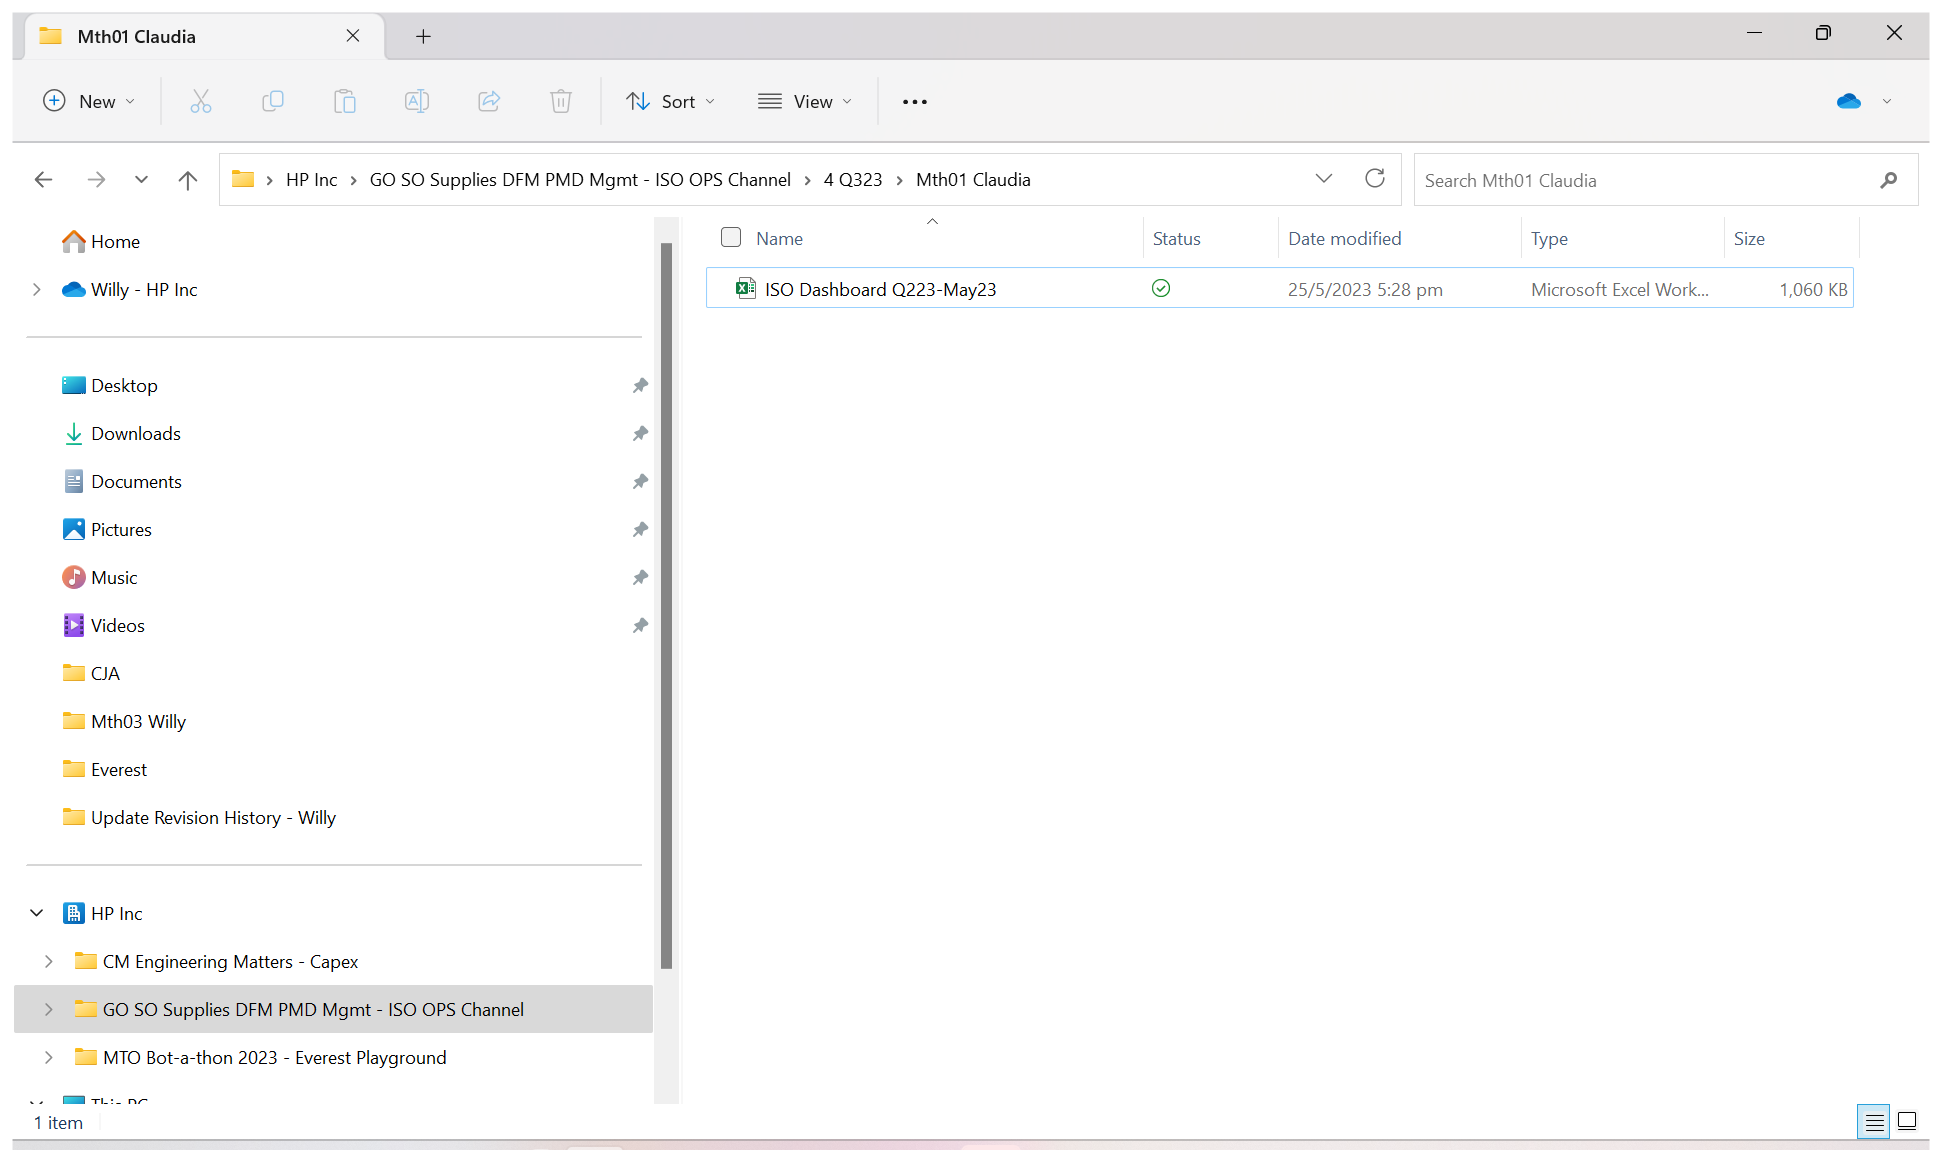 Mth01 Claudia
New
Sort
View
HP Inc > GO SO Supplies DFM PMD Mgmt - ISO OPS Channel > 4 Q323 > Mth01 Claudia
Search Mth01 Claudia
Home
Willy - HP Inc
Desktop
Downloads
Documents
Pictures
Music
Videos
CJA
Mth03 Willy
Everest
Update Revision History - Willy
HP Inc
CM Engineering Matters - Capex
GO SO Supplies DFM PMD Mgmt - ISO OPS Channel
MTO Bot-a-thon 2023 - Everest Playground
This PC
Name Status Date modified Type Size
ISO Dashboard Q223-May23 25/5/2023 5:28 pm Microsoft Excel Work... 1,060 KB
1 item